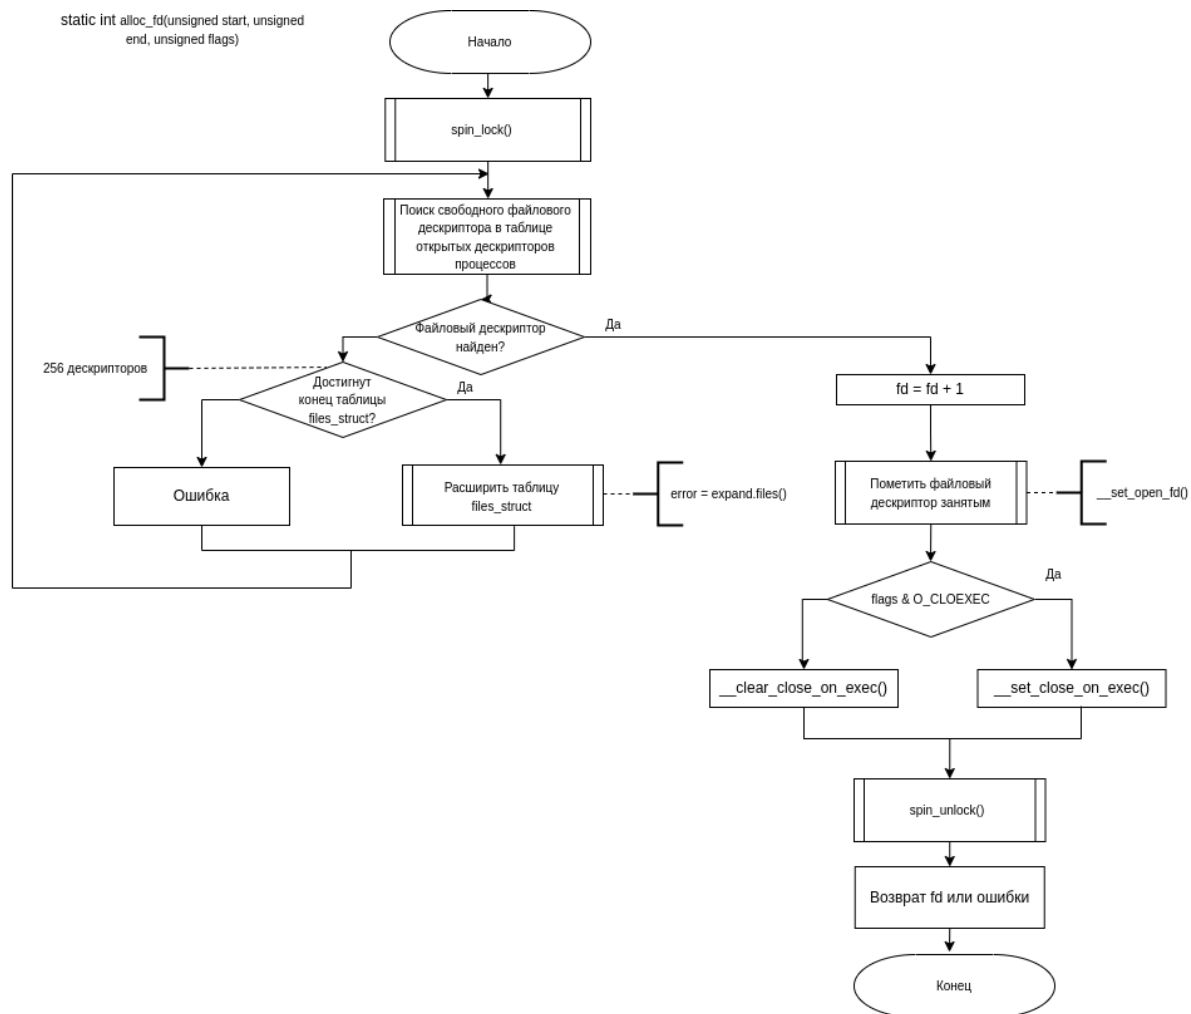 static int alloc_fd(unsigned start, unsigned
end, unsigned flags)
Начало
spin_lock()
Поиск свободного файлового
дескриптора в таблице
открытых дескрипторов
процессов
Файловый дескриптор
найден?
Да
256 дескрипторов
Достигнут
конец таблицы
files_struct?
Да
fd = fd + 1
Ошибка
Расширить таблицу
files_struct
error = expand.files()
Пометить файловый
дескриптор занятым
__set_open_fd()
flags & O_CLOEXEC
Да
__clear_close_on_exec()
__set_close_on_exec()
spin_unlock()
Возврат fd или ошибки
Конец